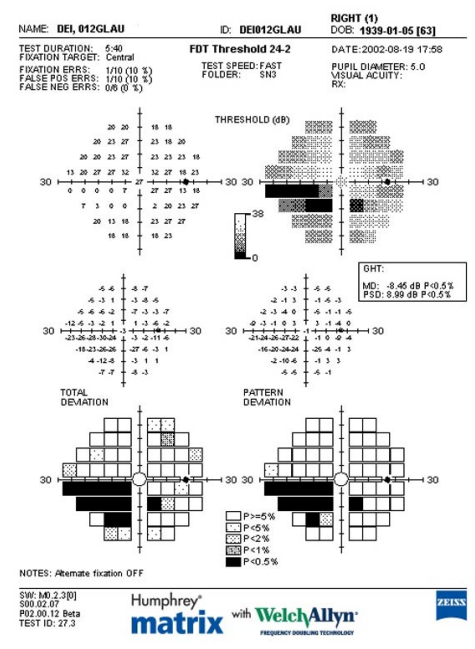 NAME: DEI, 012GLAU
ID: DEI012GLAU
RIGHT (1)
DOB: 1939-01-05 [63]
TEST DURATION: 5:40
FIXATION TARGET: Central
FIXATION ERRS: 1/10 (10 %)
FALSE POS ERRS: 1/10 (10 %)
FALSE NEG ERRS: 0/6 (0 %)
FDT Threshold 24-2
TEST SPEED: FAST
FOLDER: SN3
DATE: 2002-08-19 17:58
PUPIL DIAMETER: 5.0
VISUAL ACUITY:
RX:
THRESHOLD (dB)
20 20 18 18
20 20 23 23 18 20
20 20 23 27 23 23 23 18
13 20 27 27 32 27 23 27 23
30 27 30 30 30
0 0 0 7 27 27 13 18
7 3 0 0 2 20 23 27
20 13 18 23 27 27
18 18 18 23
38
0
GHT:
MD: -8.45 dB P<0.5%
PSD: 8.99 dB P<0.5%
30 30 30 30
TOTAL
DEVIATION
PATTERN
DEVIATION
30 30 30 30
P>=5%
P<5%
P<2%
P<1%
P<0.5%
NOTES: Alternate fixation OFF
SW: M0.2.3[0]
S00.02.07
P02.00.12 Beta
TEST ID: 27.3
Humphrey®
matrix
with WelchAllyn®
FREQUENCY DOUBLING TECHNOLOGY
ZEISS